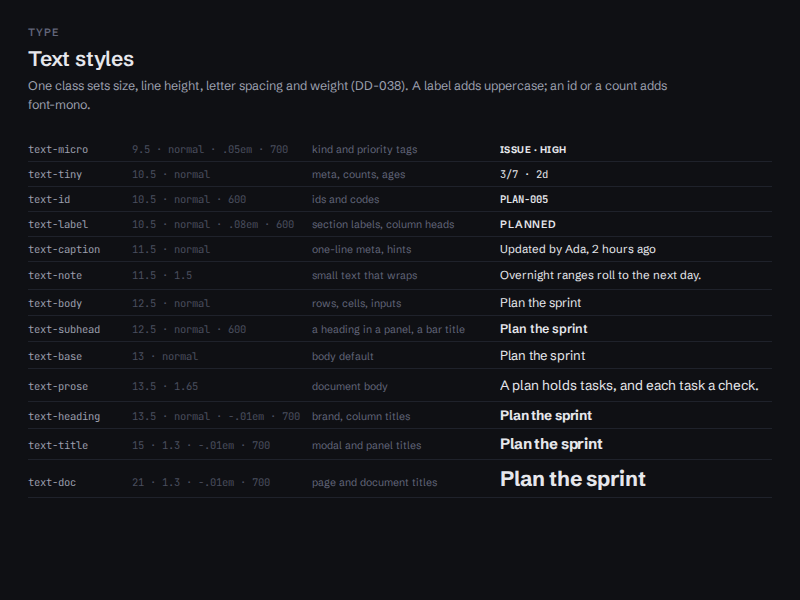 TYPE
Text styles
One class sets size, line height, letter spacing and weight (DD-038). A label adds uppercase; an id or a count adds
font-mono.
text-micro 9.5 · normal · .05em · 700 kind and priority tags ISSUE · HIGH
text-tiny 10.5 · normal meta, counts, ages 3/7 · 2d
text-id 10.5 · normal · 600 ids and codes PLAN-005
text-label 10.5 · normal · .08em · 600 section labels, column heads PLANNED
text-caption 11.5 · normal one-line meta, hints Updated by Ada, 2 hours ago
text-note 11.5 · 1.5 small text that wraps Overnight ranges roll to the next day.
text-body 12.5 · normal rows, cells, inputs Plan the sprint
text-subhead 12.5 · normal · 600 a heading in a panel, a bar title Plan the sprint
text-base 13 · normal body default Plan the sprint
text-prose 13.5 · 1.65 document body A plan holds tasks, and each task a check.
text-heading 13.5 · normal · -.01em · 700 brand, column titles Plan the sprint
text-title 15 · 1.3 · -.01em · 700 modal and panel titles Plan the sprint
text-doc 21 · 1.3 · -.01em · 700 page and document titles Plan the sprint